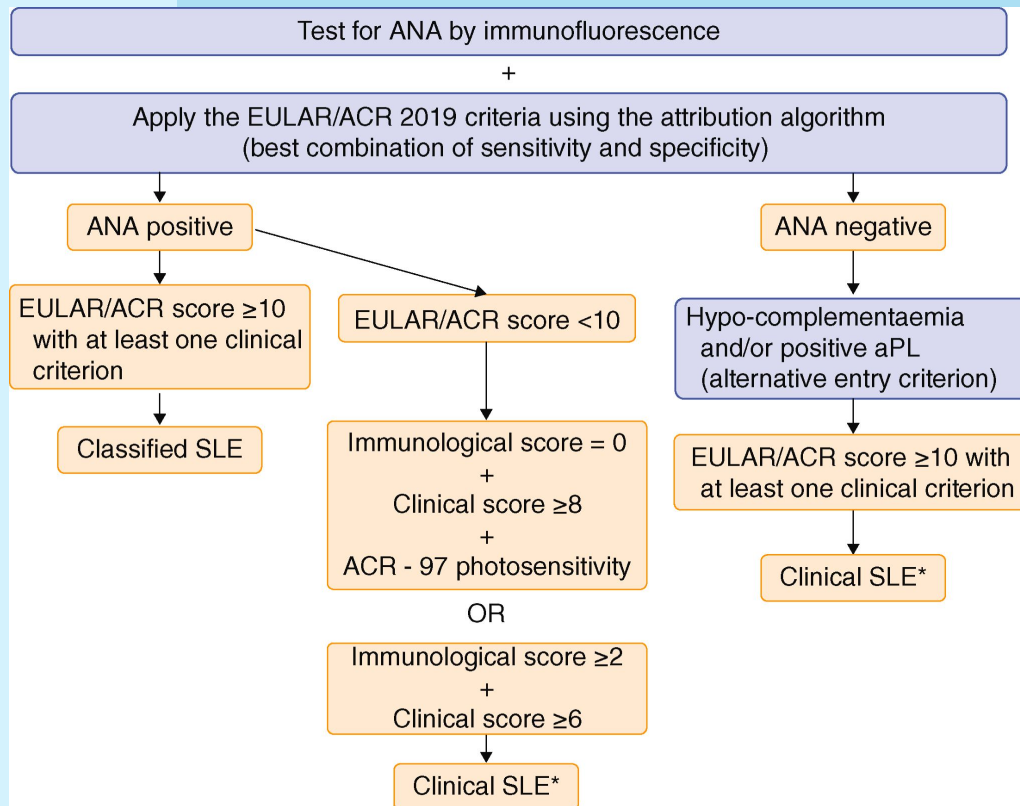 Test for ANA by immunofluorescence
+
Apply the EULAR/ACR 2019 criteria using the attribution algorithm
(best combination of sensitivity and specificity)
ANA positive
ANA negative
EULAR/ACR score ≥10
with at least one clinical
criterion
Classified SLE
EULAR/ACR score <10
Immunological score = 0
+
Clinical score ≥8
+
ACR - 97 photosensitivity
OR
Immunological score ≥2
+
Clinical score ≥6
Clinical SLE*
Hypo-complementaemia
and/or positive aPL
(alternative entry criterion)
EULAR/ACR score ≥10 with
at least one clinical criterion
Clinical SLE*